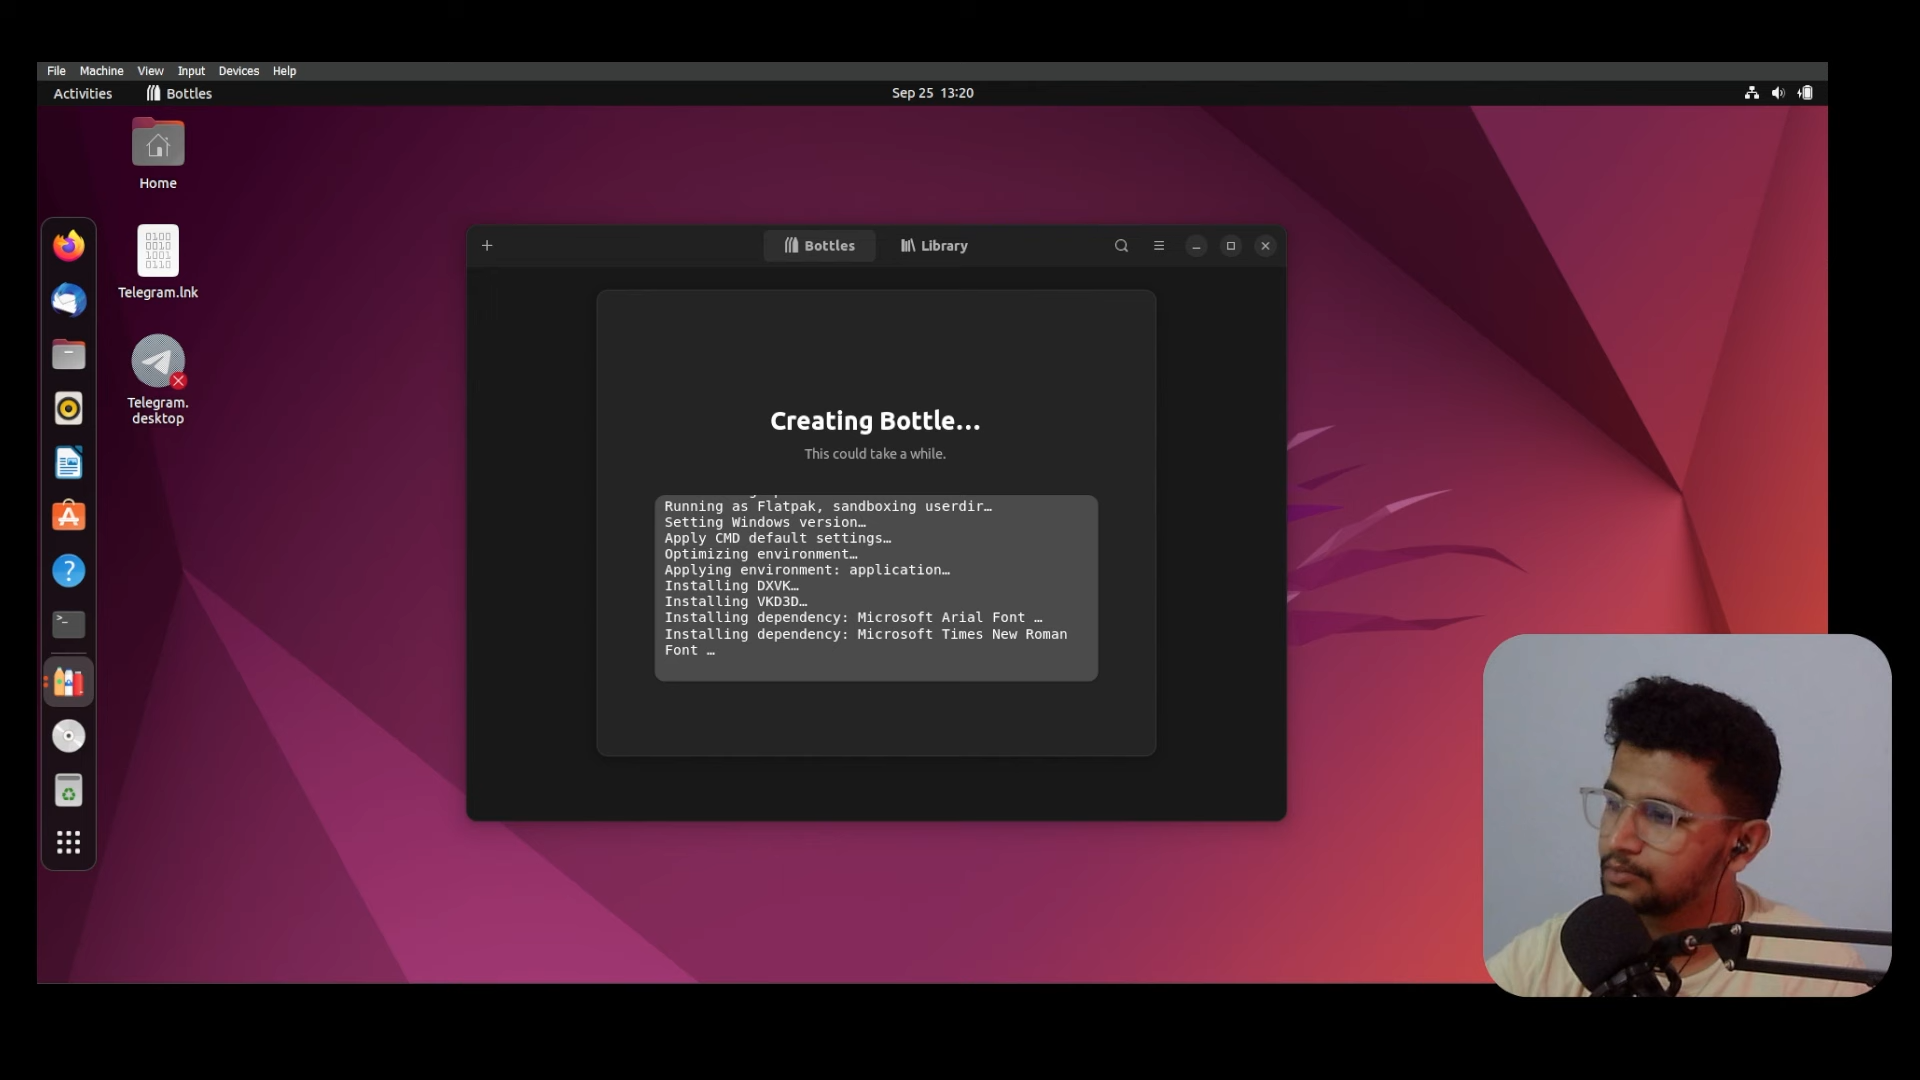 File Machine View Input Devices Help
Activities Bottles Sep 25 13:20
Home
Telegram.lnk
Telegram.
desktop
Bottles Library
Creating Bottle…
This could take a while.
Running as Flatpak, sandboxing userdir…
Setting Windows version…
Apply CMD default settings…
Optimizing environment…
Applying environment: application…
Installing DXVK…
Installing VKD3D…
Installing dependency: Microsoft Arial Font …
Installing dependency: Microsoft Times New Roman
Font …